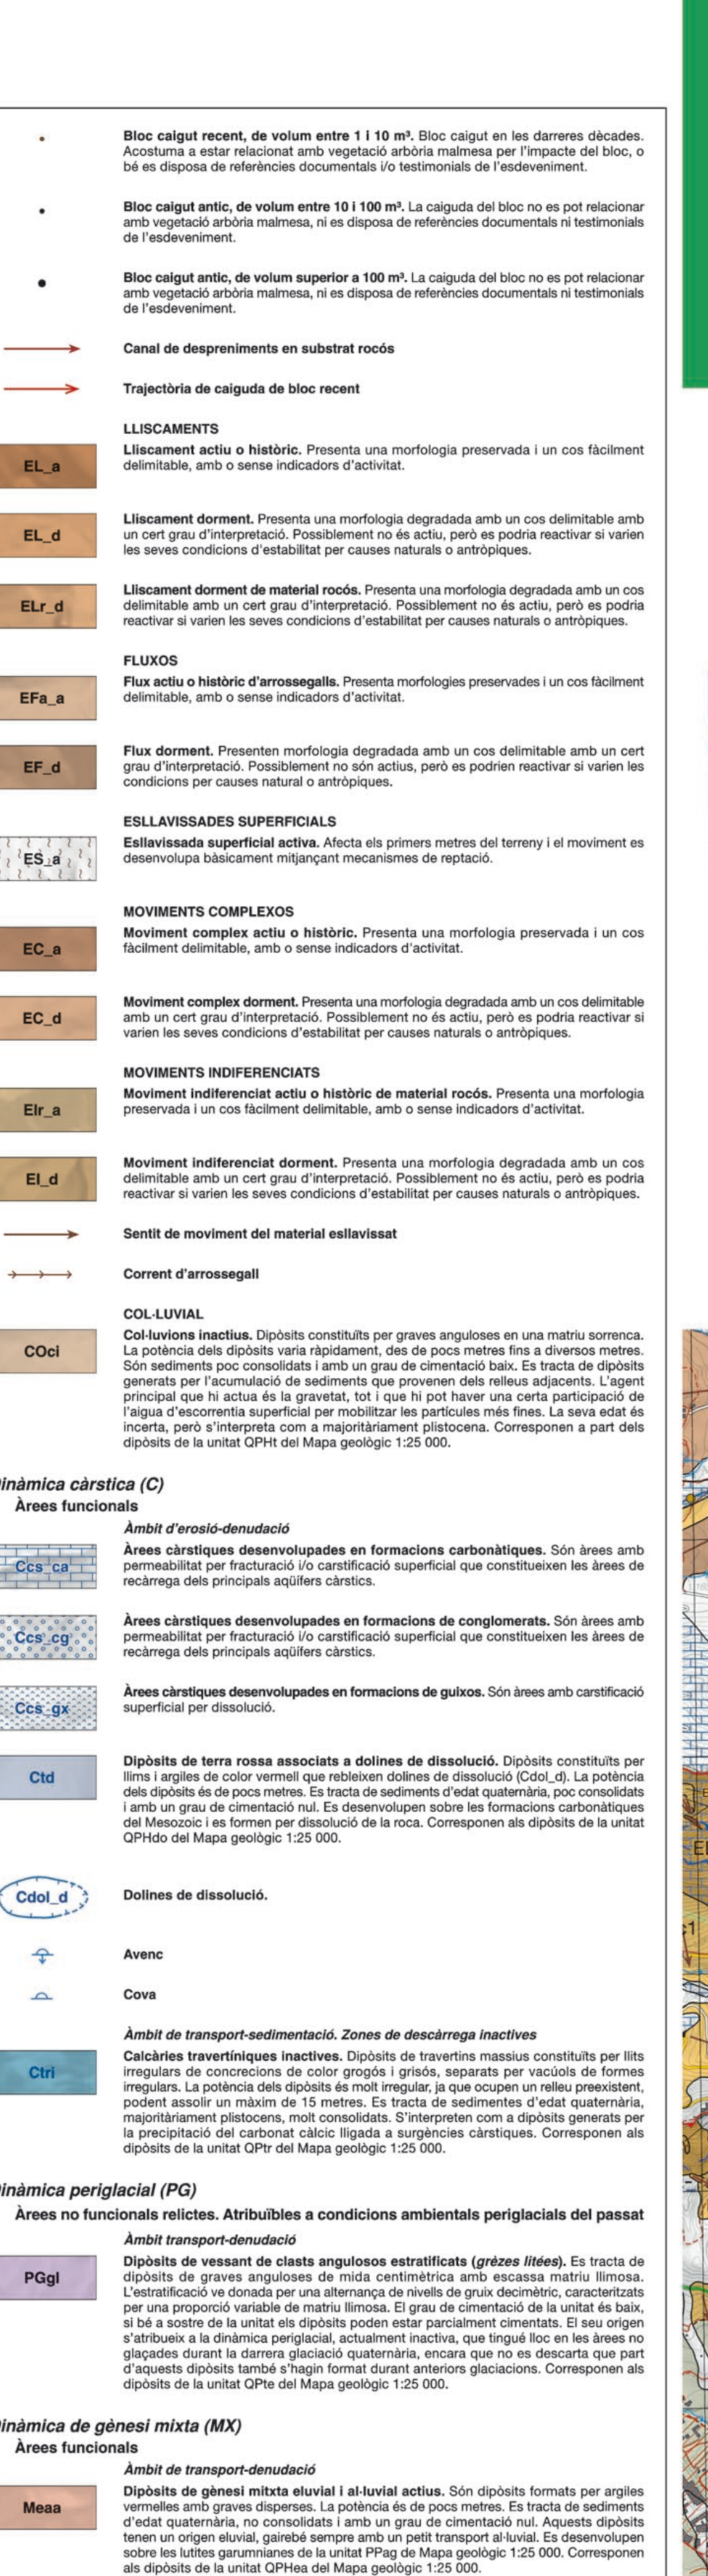 Bloc caigut recent, de volum entre 1 i 10 m³. Bloc caigut en les darreres dècades.
Acostuma a estar relacionat amb vegetació arbòria malmesa per l'impacte del bloc, o
bé es disposa de referències documentals i/o testimonials de l'esdeveniment.
Bloc caigut antic, de volum entre 10 i 100 m³. La caiguda del bloc no es pot relacionar
amb vegetació arbòria malmesa, ni es disposa de referències documentals ni testimonials
de l'esdeveniment.
Bloc caigut antic, de volum superior a 100 m³. La caiguda del bloc no es pot relacionar
amb vegetació arbòria malmesa, ni es disposa de referències documentals ni testimonials
de l'esdeveniment.
Canal de despreniments en substrat rocós
Trajectòria de caiguda de bloc recent
LLISCAMENTS
EL_a
Lliscament actiu o històric. Presenta una morfologia preservada i un cos fàcilment
delimitable, amb o sense indicadors d'activitat.
EL_d
Lliscament dorment. Presenta una morfologia degradada amb un cos delimitable amb
un cert grau d'interpretació. Possiblement no és actiu, però es podria reactivar si varien
les seves condicions d'estabilitat per causes naturals o antròpiques.
ELr_d
Lliscament dorment de material rocós. Presenta una morfologia degradada amb un cos
delimitable amb un cert grau d'interpretació. Possiblement no és actiu, però es podria
reactivar si varien les seves condicions d'estabilitat per causes naturals o antròpiques.
FLUXOS
EFa_a
Flux actiu o històric d'arrossegalls. Presenta morfologies preservades i un cos fàcilment
delimitable, amb o sense indicadors d'activitat.
EF_d
Flux dorment. Presenten morfologia degradada amb un cos delimitable amb un cert
grau d'interpretació. Possiblement no són actius, però es podrien reactivar si varien les
condicions per causes natural o antròpiques.
ESLLAVISSADES SUPERFICIALS
ES_a
Esllavissada superficial activa. Afecta els primers metres del terreny i el moviment es
desenvolupa bàsicament mitjançant mecanismes de reptació.
MOVIMENTS COMPLEXOS
EC_a
Moviment complex actiu o històric. Presenta una morfologia preservada i un cos
fàcilment delimitable, amb o sense indicadors d'activitat.
EC_d
Moviment complex dorment. Presenta una morfologia degradada amb un cos delimitable
amb un cert grau d'interpretació. Possiblement no és actiu, però es podria reactivar si
varien les seves condicions d'estabilitat per causes naturals o antròpiques.
MOVIMENTS INDIFERENCIATS
EIr_a
Moviment indiferenciat actiu o històric de material rocós. Presenta una morfologia
preservada i un cos fàcilment delimitable, amb o sense indicadors d'activitat.
EI_d
Moviment indiferenciat dorment. Presenta una morfologia degradada amb un cos
delimitable amb un cert grau d'interpretació. Possiblement no és actiu, però es podria
reactivar si varien les seves condicions d'estabilitat per causes naturals o antròpiques.
Sentit de moviment del material esllavissat
Corrent d'arrossegall
COL·LUVIAL
COci
Col·luvions inactius. Dipòsits constituïts per graves anguloses en una matriu sorrenca.
La potència dels dipòsits varia ràpidament, des de pocs metres fins a diversos metres.
Són sediments poc consolidats i amb un grau de cimentació baix. Es tracta de dipòsits
generats per l'acumulació de sediments que provenen dels relleus adjacents. L'agent
principal que hi actua és la gravetat, tot i que hi pot haver una certa participació de
l'aigua d'escorrentia superficial per mobilitzar les partícules més fines. La seva edat és
incerta, però s'interpreta com a majoritàriament plistocena. Corresponen a part dels
dipòsits de la unitat QPHt del Mapa geològic 1:25 000.
inàmica càrstica (C)
Àrees funcionals
Àmbit d'erosió-denudació
Ccs_ca
Àrees càrstiques desenvolupades en formacions carbonàtiques. Són àrees amb
permeabilitat per fracturació i/o carstificació superficial que constitueixen les àrees de
recàrrega dels principals aqüífers càrstics.
Ccs_cg
Àrees càrstiques desenvolupades en formacions de conglomerats. Són àrees amb
permeabilitat per fracturació i/o carstificació superficial que constitueixen les àrees de
recàrrega dels principals aqüífers càrstics.
Ccs_gx
Àrees càrstiques desenvolupades en formacions de guixos. Són àrees amb carstificació
superficial per dissolució.
Ctd
Dipòsits de terra rossa associats a dolines de dissolució. Dipòsits constituïts per
llims i argiles de color vermell que rebleixen dolines de dissolució (Cdol_d). La potència
dels dipòsits és de pocs metres. Es tracta de sediments d'edat quaternària, poc consolidats
i amb un grau de cimentació nul. Es desenvolupen sobre les formacions carbonàtiques
del Mesozoic i es formen per dissolució de la roca. Corresponen als dipòsits de la unitat
QPHdo del Mapa geològic 1:25 000.
Cdol_d
Dolines de dissolució.
Avenc
Cova
Àmbit de transport-sedimentació. Zones de descàrrega inactives
Ctri
Calcàries travertíniques inactives. Dipòsits de travertins massius constituïts per llits
irregulars de concrecions de color grogós i grisós, separats per vacúols de formes
irregulars. La potència dels dipòsits és molt irregular, ja que ocupen un relleu preexistent,
podent assolir un màxim de 15 metres. Es tracta de sedimentes d'edat quaternària,
majoritàriament plistocens, molt consolidats. S'interpreten com a dipòsits generats per
la precipitació del carbonat càlcic lligada a surgències càrstiques. Corresponen als
dipòsits de la unitat QPtr del Mapa geològic 1:25 000.
inàmica periglacial (PG)
Àrees no funcionals relictes. Atribuïbles a condicions ambientals periglacials del passat
Àmbit transport-denudació
PGgl
Dipòsits de vessant de clasts angulosos estratificats (grèzes litées). Es tracta de
dipòsits de graves anguloses de mida centimètrica amb escassa matriu llimosa.
L'estratificació ve donada per una alternança de nivells de gruix decimètric, caracteritzats
per una proporció variable de matriu llimosa. El grau de cimentació de la unitat és baix,
si bé a sostre de la unitat els dipòsits poden estar parcialment cimentats. El seu origen
s'atribueix a la dinàmica periglacial, actualment inactiva, que tingué lloc en les àrees no
glaçades durant la darrera glaciació quaternària, encara que no es descarta que part
d'aquests dipòsits també s'hagin format durant anteriors glaciacions. Corresponen als
dipòsits de la unitat QPte del Mapa geològic 1:25 000.
inàmica de gènesi mixta (MX)
Àrees funcionals
Àmbit de transport-denudació
Meaa
Dipòsits de gènesi mitxta eluvial i al·luvial actius. Són dipòsits formats per argiles
vermelles amb graves disperses. La potència és de pocs metres. Es tracta de sediments
d'edat quaternària, no consolidats i amb un grau de cimentació nul. Aquests dipòsits
tenen un origen eluvial, gairebé sempre amb un petit transport al·luvial. Es desenvolupen
sobre les lutites garumnianes de la unitat PPag de Mapa geològic 1:25 000. Corresponen
als dipòsits de la unitat QPHea del Mapa geològic 1:25 000.